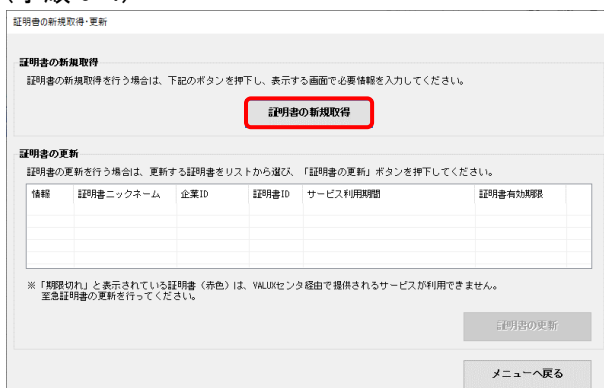 証明書の新規取得・更新
証明書の新規取得
証明書の新規取得を行う場合は、下記のボタンを押下し、表示する画面で必要情報を入力してください。
証明書の新規取得
証明書の更新
証明書の更新を行う場合は、更新する証明書をリストから選び、「証明書の更新」ボタンを押下してください。
情報 証明書ニックネーム 企業ID 証明書ID サービス利用期間 証明書有効期限
※「期限切れ」と表示されている証明書（赤色）は、VALUXセンタ経由で提供されるサービスが利用できません。
至急証明書の更新を行ってください。
証明書の更新
メニューへ戻る